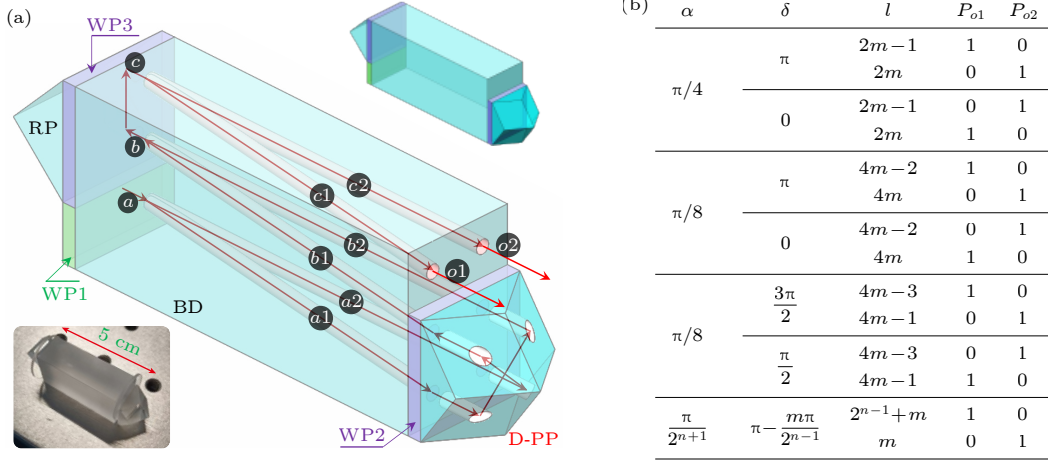 (a)
WP3
c
RP
b
a
c1
c2
b2
b1
o1
o2
a2
a1
WP1
BD
5 cm
WP2
D-PP
(b)
α δ l Po1 Po2
π/4 π 2m−1 1 0
2m 0 1
0 2m−1 0 1
2m 1 0
π/8 π 4m−2 1 0
4m 0 1
0 4m−2 0 1
4m 1 0
π/8 3π/2 4m−3 1 0
4m−1 0 1
π/2 4m−3 0 1
4m−1 1 0
π/2ⁿ⁺¹ π−mπ/2ⁿ⁻¹ 2ⁿ⁻¹+m 1 0
m 0 1